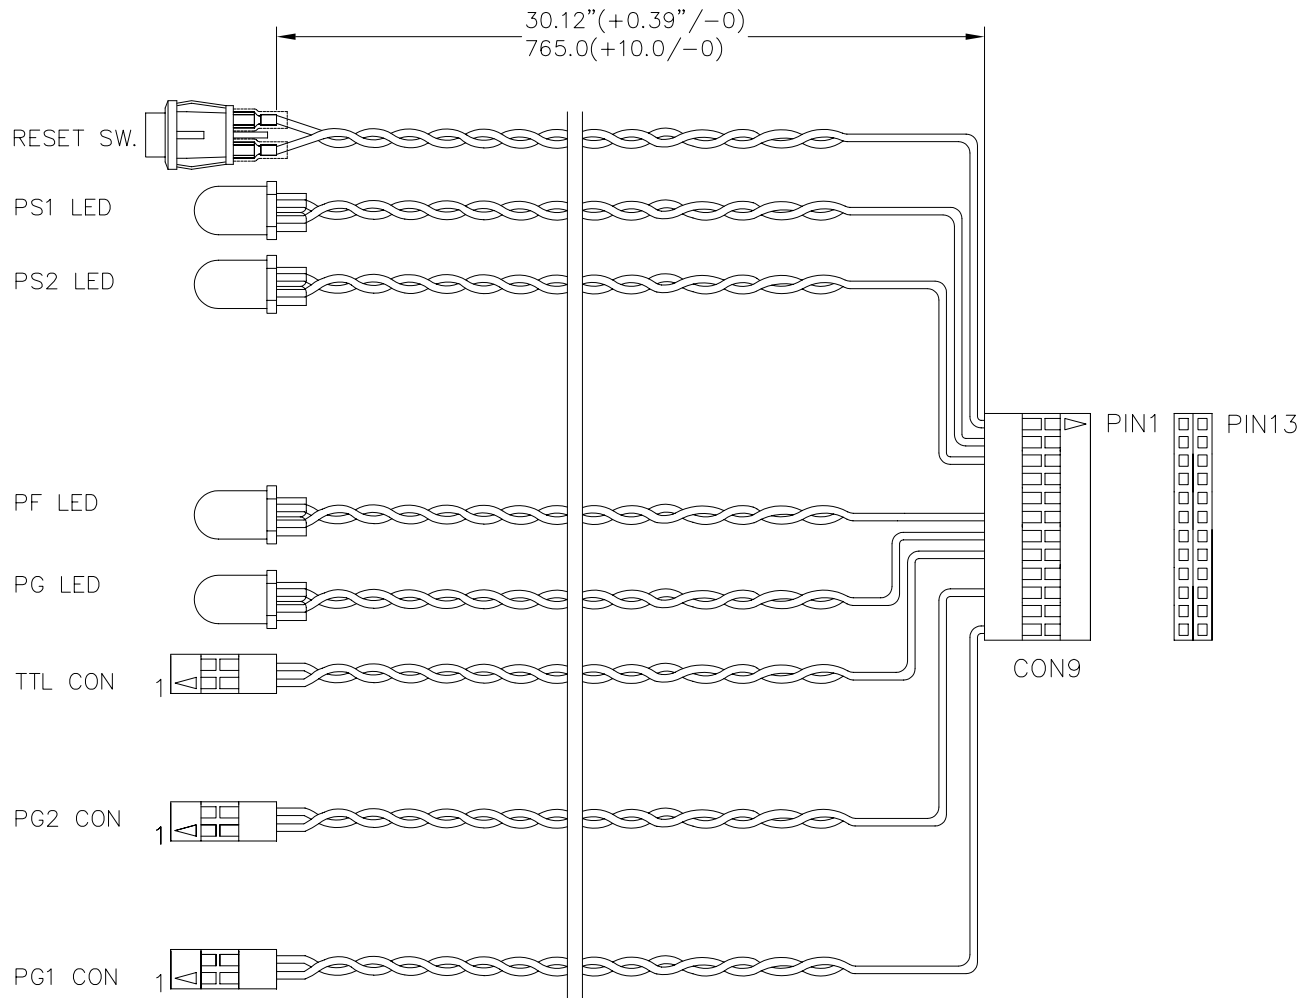 30.12”(+0.39”/−0)
765.0(+10.0/−0)
RESET SW.
PS1 LED
PS2 LED
PIN1
PIN13
PF LED
PG LED
CON9
TTL CON
1
PG2 CON
1
PG1 CON
1